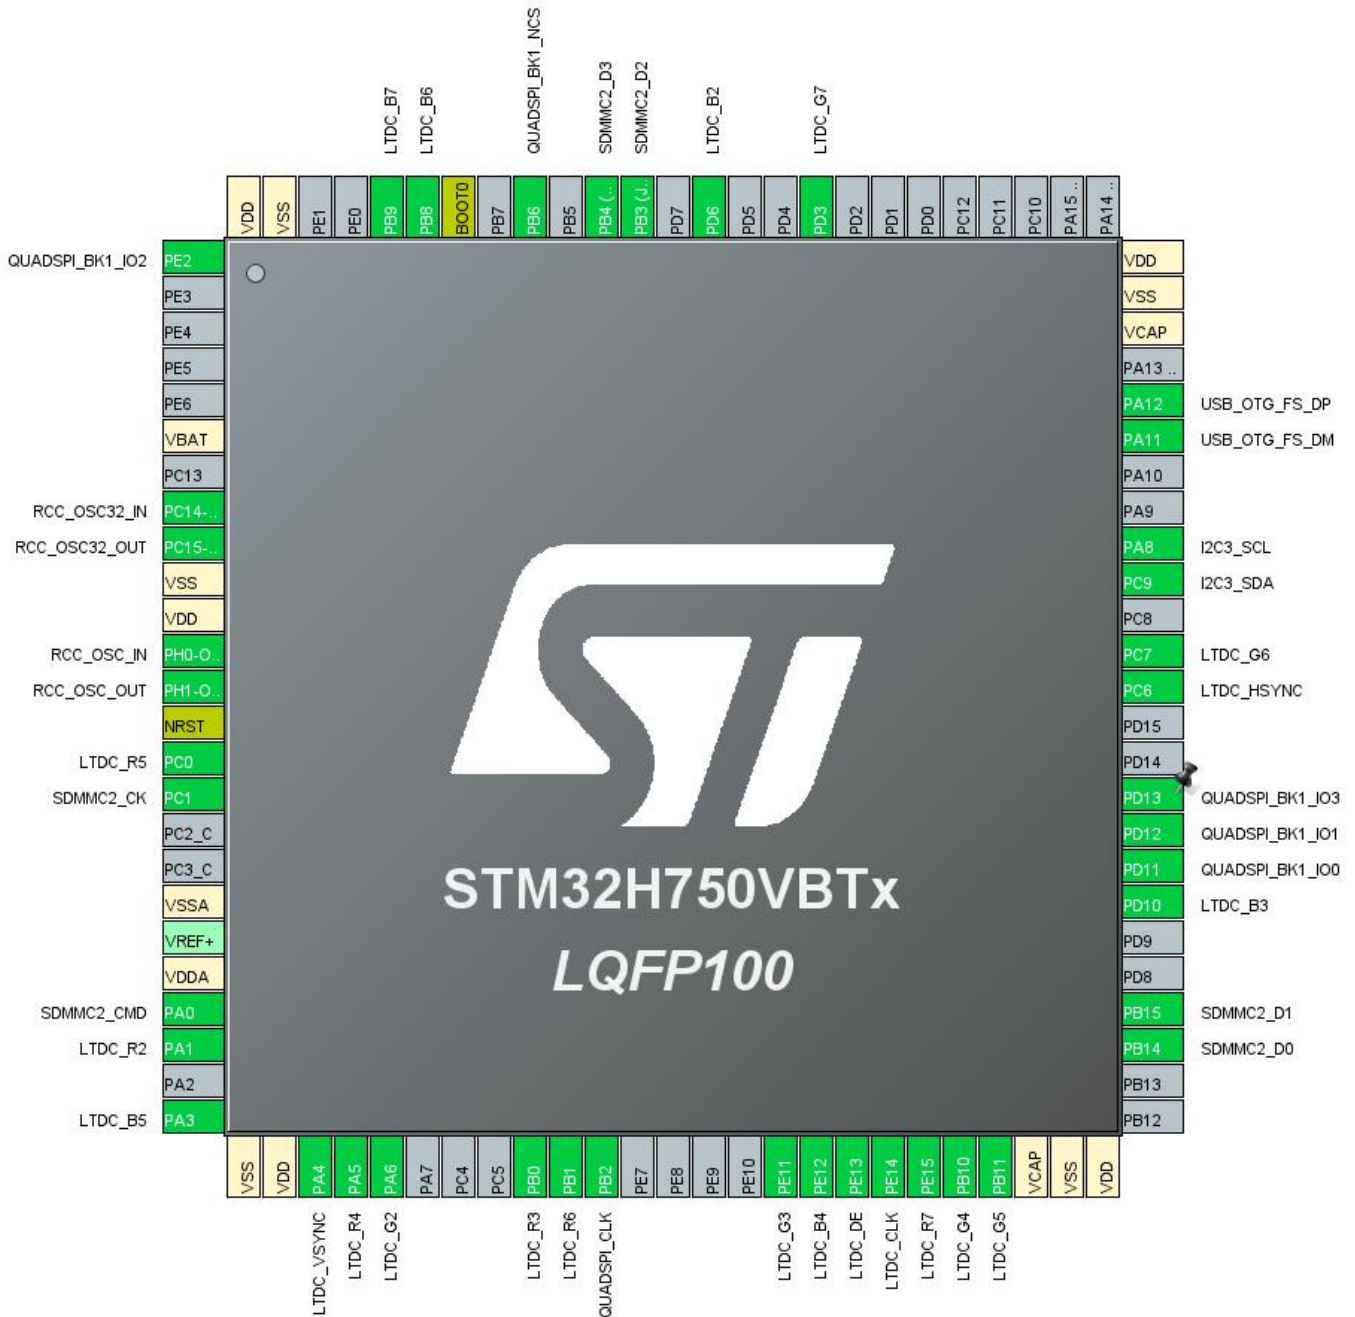 QUADSPI_BK1_NCS
SDMMC2_D3
SDMMC2_D2
LTDC_B7
LTDC_B6
LTDC_B2
LTDC_G7
VDD
VSS
PE1
PE0
PB9
PB8
BOOT0
PB7
PB6
PB5
PB4 (..
PB3 (J..
PD7
PD6
PD5
PD4
PD3
PD2
PD1
PD0
PC12
PC11
PC10
PA15 ..
PA14 ..
QUADSPI_BK1_IO2 PE2
PE3
PE4
PE5
PE6
VBAT
PC13
RCC_OSC32_IN PC14-..
RCC_OSC32_OUT PC15-..
VSS
VDD
RCC_OSC_IN PH0-O..
RCC_OSC_OUT PH1-O..
NRST
LTDC_R5 PC0
SDMMC2_CK PC1
PC2_C
PC3_C
VSSA
VREF+
VDDA
SDMMC2_CMD PA0
LTDC_R2 PA1
PA2
LTDC_B5 PA3
STM32H750VBTx
LQFP100
VDD
VSS
VCAP
PA13 ..
PA12 USB_OTG_FS_DP
PA11 USB_OTG_FS_DM
PA10
PA9
PA8 I2C3_SCL
PC9 I2C3_SDA
PC8
PC7 LTDC_G6
PC6 LTDC_HSYNC
PD15
PD14
PD13 QUADSPI_BK1_IO3
PD12 QUADSPI_BK1_IO1
PD11 QUADSPI_BK1_IO0
PD10 LTDC_B3
PD9
PD8
PB15 SDMMC2_D1
PB14 SDMMC2_D0
PB13
PB12
VSS
VDD
PA4
PA5
PA6
PA7
PC4
PC5
PB0
PB1
PB2
PE7
PE8
PE9
PE10
PE11
PE12
PE13
PE14
PE15
PB10
PB11
VCAP
VSS
VDD
LTDC_VSYNC
LTDC_R4
LTDC_G2
LTDC_R3
LTDC_R6
QUADSPI_CLK
LTDC_G3
LTDC_B4
LTDC_DE
LTDC_CLK
LTDC_R7
LTDC_G4
LTDC_G5